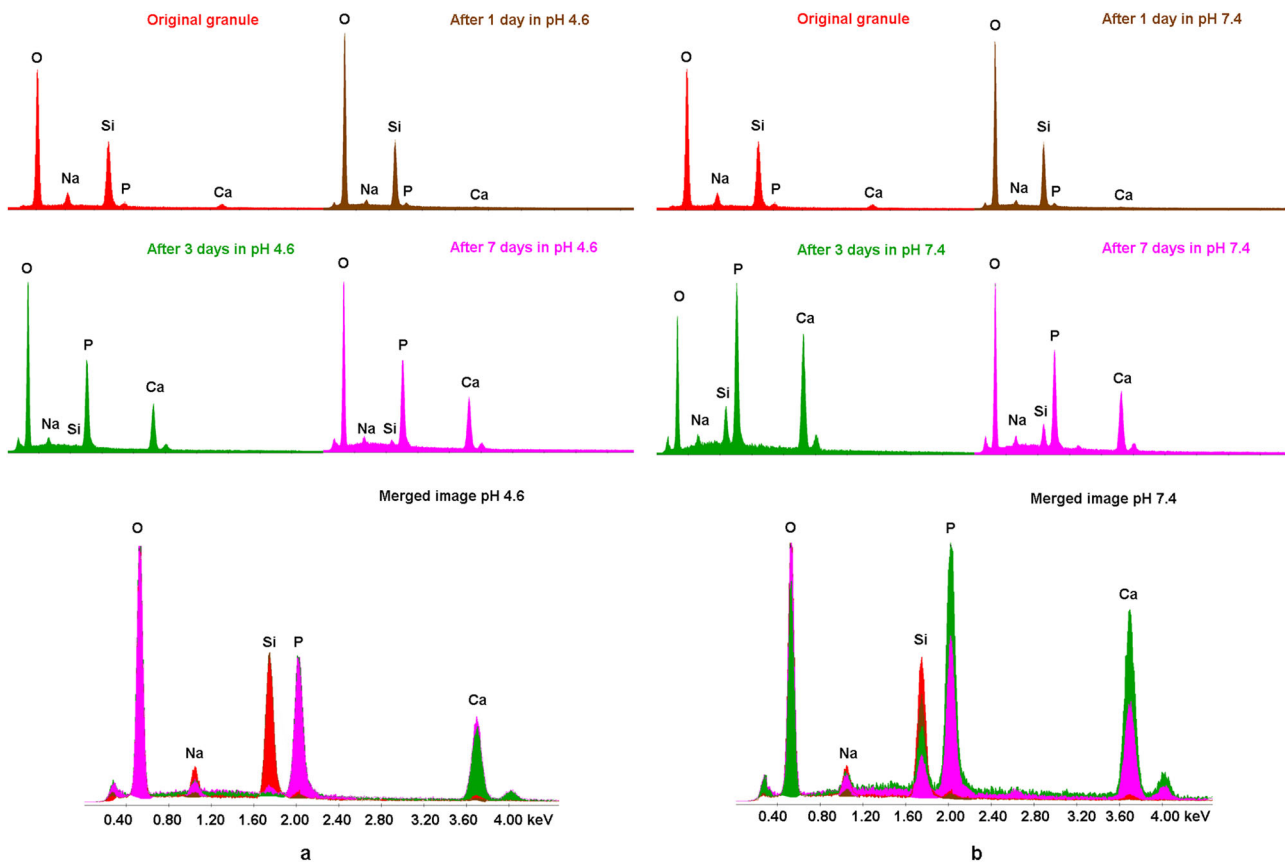 Original granule
After 1 day in pH 4.6
O
Na
Si
P
Ca
O
Na
Si
P
Ca
After 3 days in pH 4.6
After 7 days in pH 4.6
O
Na
Si
P
Ca
O
Na
Si
P
Ca
Merged image pH 4.6
O
Na
Si
P
Ca
0.40 0.80 1.20 1.60 2.00 2.40 2.80 3.20 3.60 4.00 keV
a
Original granule
After 1 day in pH 7.4
O
Na
Si
P
Ca
O
Na
Si
P
Ca
After 3 days in pH 7.4
After 7 days in pH 7.4
O
Na
Si
P
Ca
O
Na
Si
P
Ca
Merged image pH 7.4
O
Na
Si
P
Ca
0.40 0.80 1.20 1.60 2.00 2.40 2.80 3.20 3.60 4.00 keV
b